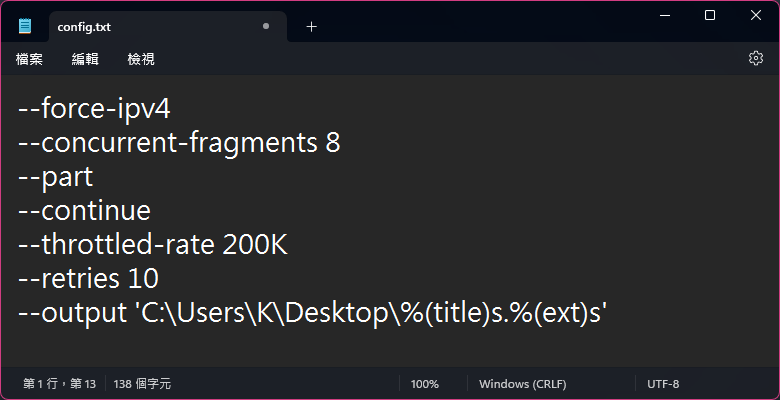 config.txt
檔案 編輯 檢視
--force-ipv4
--concurrent-fragments 8
--part
--continue
--throttled-rate 200K
--retries 10
--output 'C:\Users\K\Desktop\%(title)s.%(ext)s'
第 1 行，第 13 138 個字元 100% Windows (CRLF) UTF-8